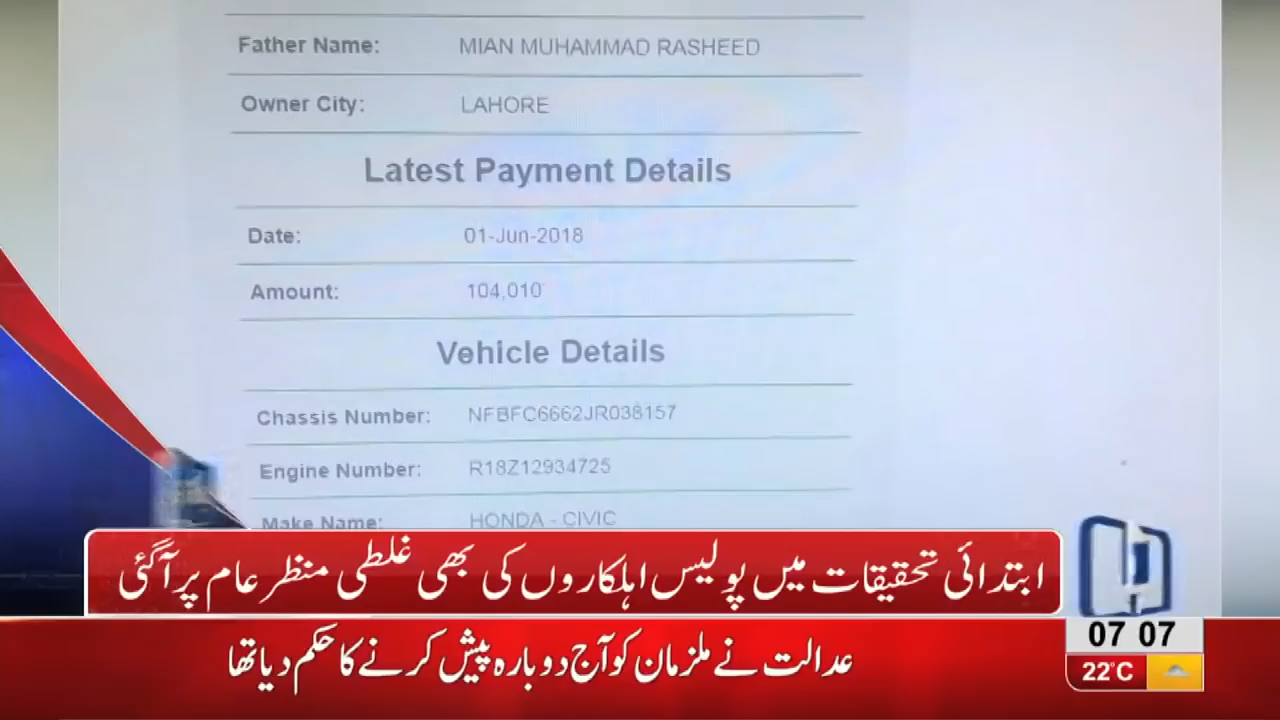 Father Name: MIAN MUHAMMAD RASHEED
Owner City: LAHORE
Latest Payment Details
Date: 01-Jun-2018
Amount: 104,010
Vehicle Details
Chassis Number: NFBFC6662JR038157
Engine Number: R18Z12934725
Make Name: HONDA - CIVIC
ابتدائی تحقیقات میں پولیس اہلکاروں کی بھی غلطی منظر عام پر آگئی
07 07
عدالت نے ملزمان کو آج دوبارہ پیش کرنے کا حکم دیا تھا
22°C